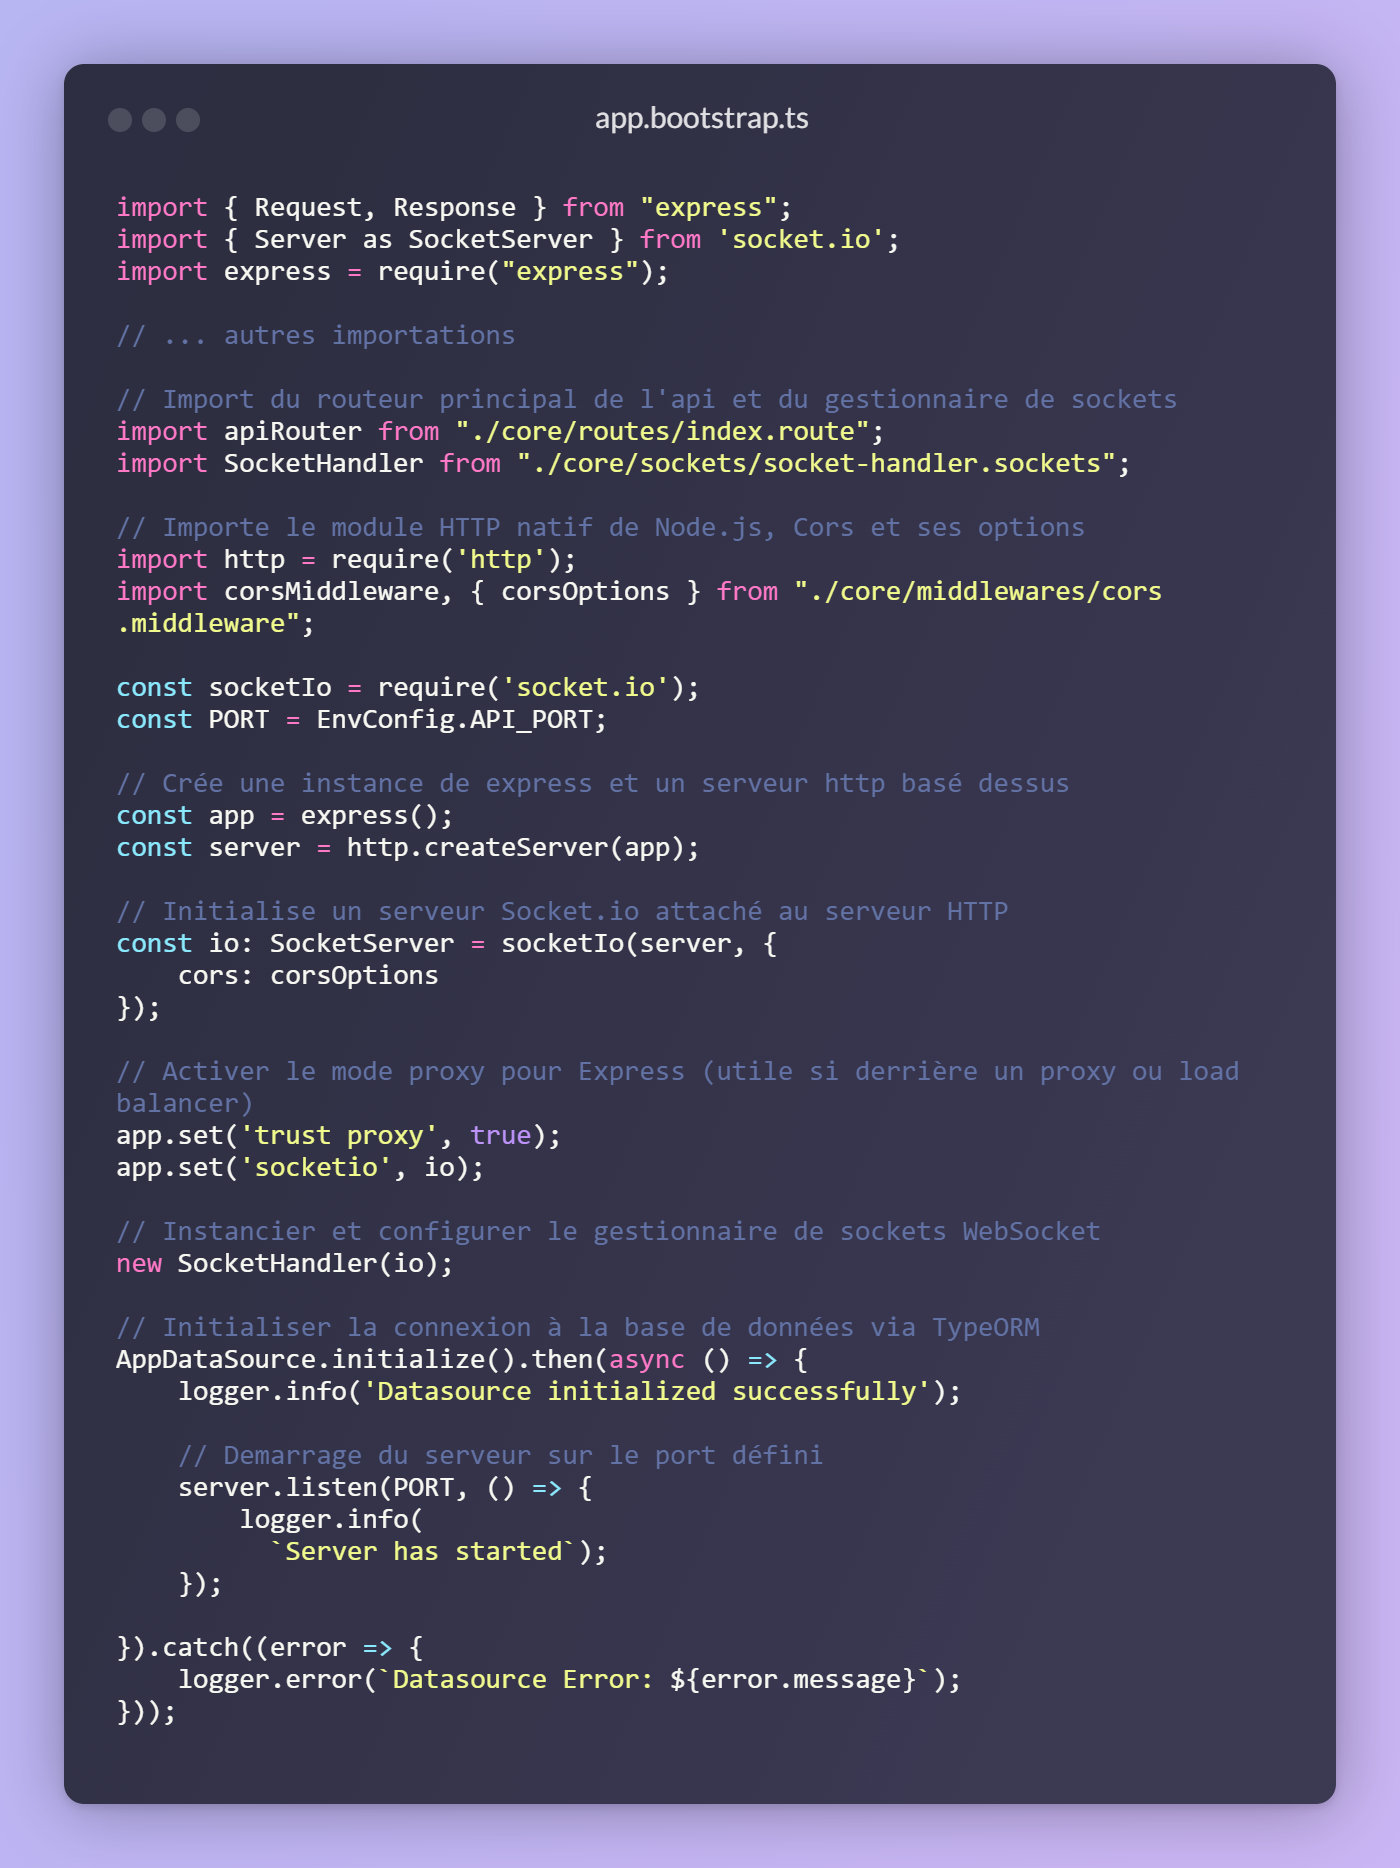 app.bootstrap.ts
import { Request, Response } from "express";
import { Server as SocketServer } from 'socket.io';
import express = require("express");
// ... autres importations
// Import du routeur principal de l'api et du gestionnaire de sockets
import apiRouter from "./core/routes/index.route";
import SocketHandler from "./core/sockets/socket-handler.sockets";
// Importe le module HTTP natif de Node.js, Cors et ses options
import http = require('http');
import corsMiddleware, { corsOptions } from "./core/middlewares/cors
.middleware";
const socketIo = require('socket.io');
const PORT = EnvConfig.API_PORT;
// Crée une instance de express et un serveur http basé dessus
const app = express();
const server = http.createServer(app);
// Initialise un serveur Socket.io attaché au serveur HTTP
const io: SocketServer = socketIo(server, {
    cors: corsOptions
});
// Activer le mode proxy pour Express (utile si derrière un proxy ou load
balancer)
app.set('trust proxy', true);
app.set('socketio', io);
// Instancier et configurer le gestionnaire de sockets WebSocket
new SocketHandler(io);
// Initialiser la connexion à la base de données via TypeORM
AppDataSource.initialize().then(async () => {
    logger.info('Datasource initialized successfully');
    // Demarrage du serveur sur le port défini
    server.listen(PORT, () => {
        logger.info(
          `Server has started`);
    });
}).catch((error => {
    logger.error(`Datasource Error: ${error.message}`);
}));